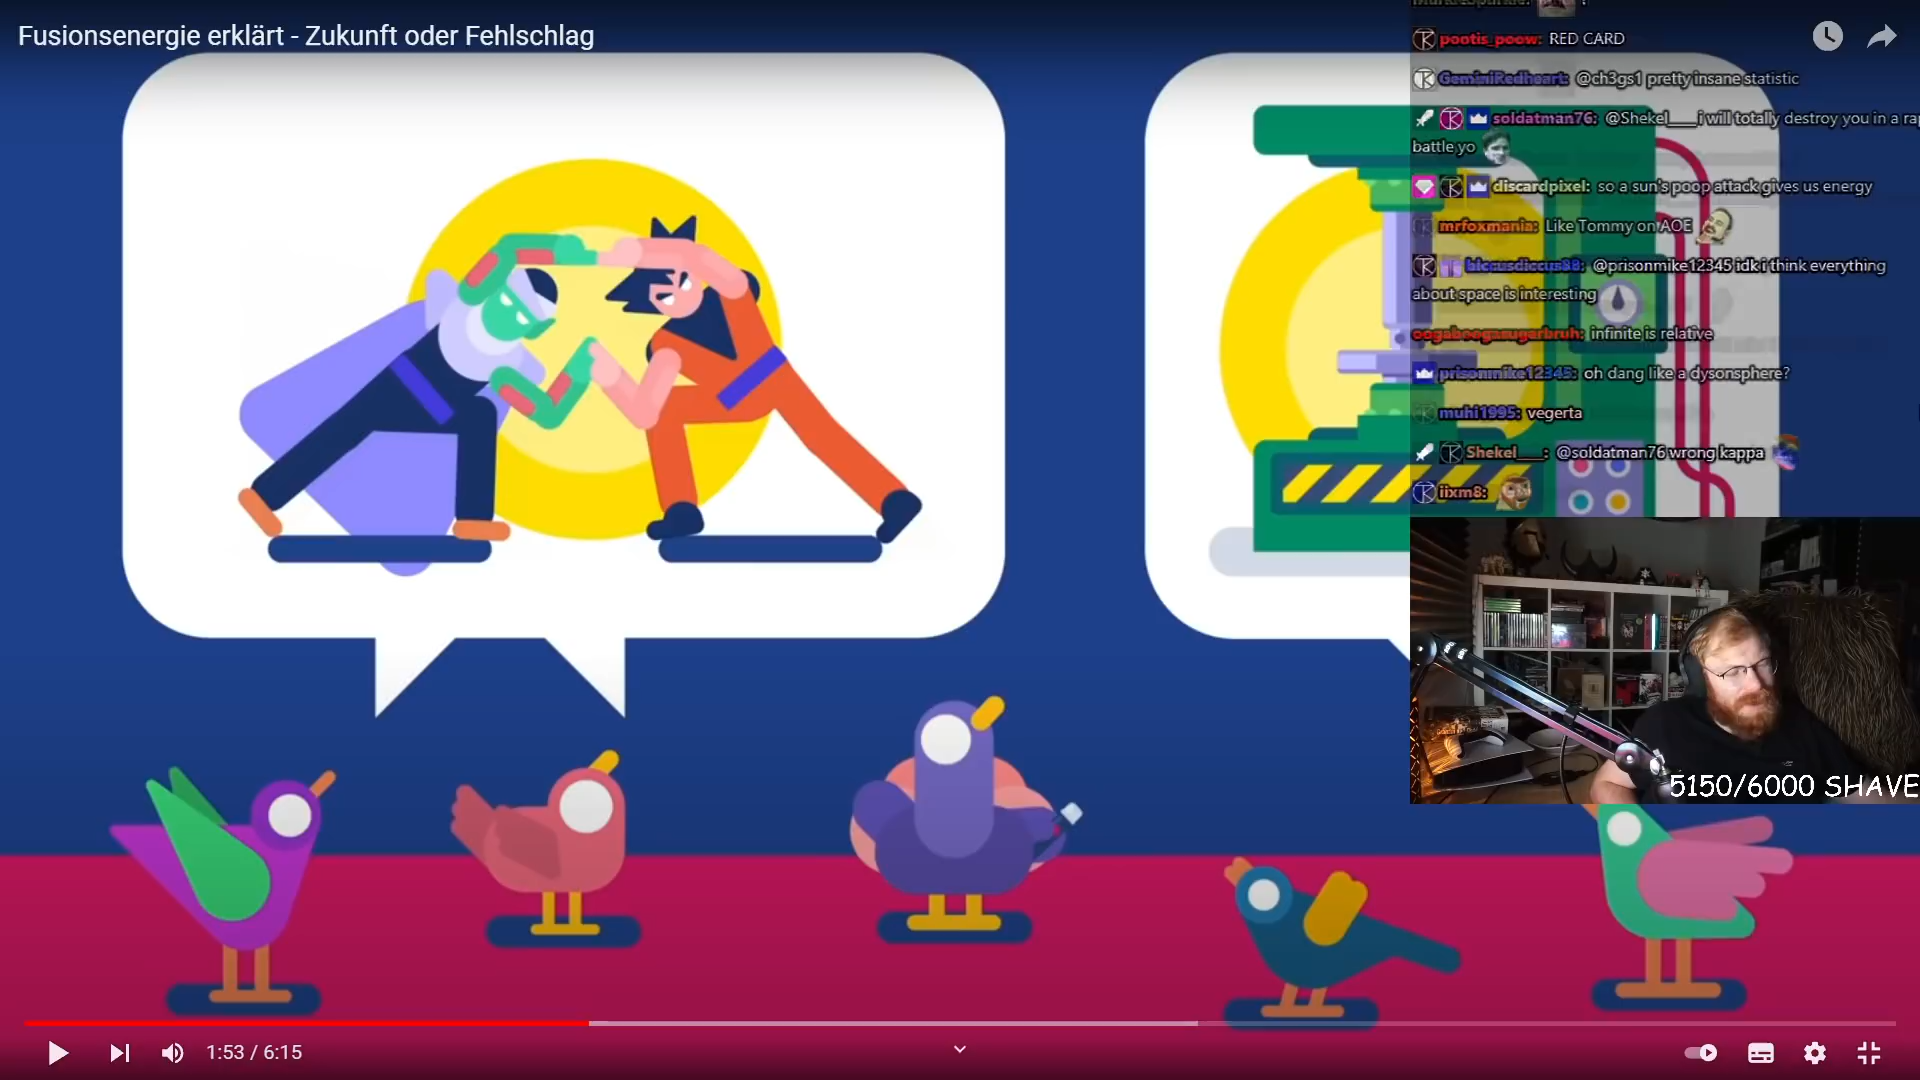 Fusionsenergie erklärt - Zukunft oder Fehlschlag
pootis_poow: RED CARD
GeminiRedheart: @ch3gs1 pretty insane statistic
soldatman76: @Shekel___ i will totally destroy you in a rap
battle yo
discardpixel: so a sun's poop attack gives us energy
mrfoxmania: Like Tommy on AOE
biccusdiccus88: @prisonmike12345 idk i think everything
about space is interesting
oogaboogasugarbruh: infinite is relative
prisonmike12345: oh dang like a dysonsphere?
muhi1995: vegerta
Shekel___: @soldatman76 wrong kappa
iixm8:
5150/6000 SHAVE
1:53 / 6:15